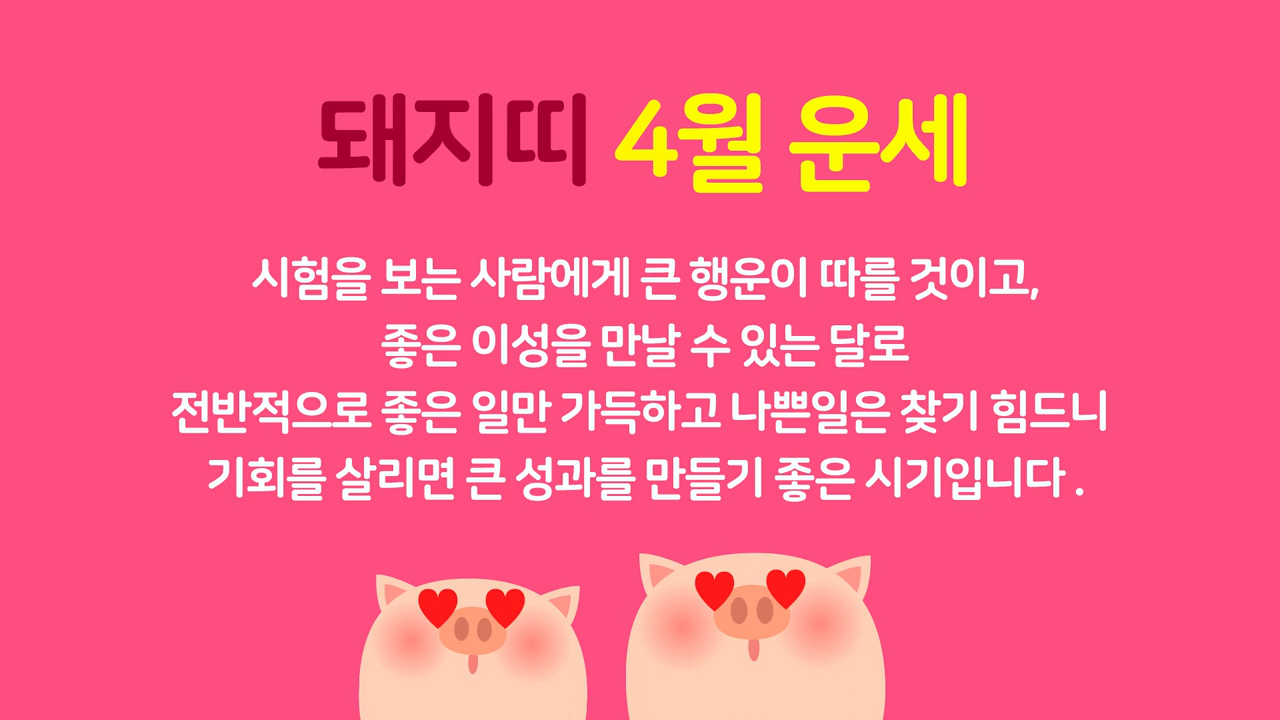 돼지띠 4월 운세
시험을 보는 사람에게 큰 행운이 따를 것이고,
좋은 이성을 만날 수 있는 달로
전반적으로 좋은 일만 가득하고 나쁜일은 찾기 힘드니
기회를 살리면 큰 성과를 만들기 좋은 시기입니다 .